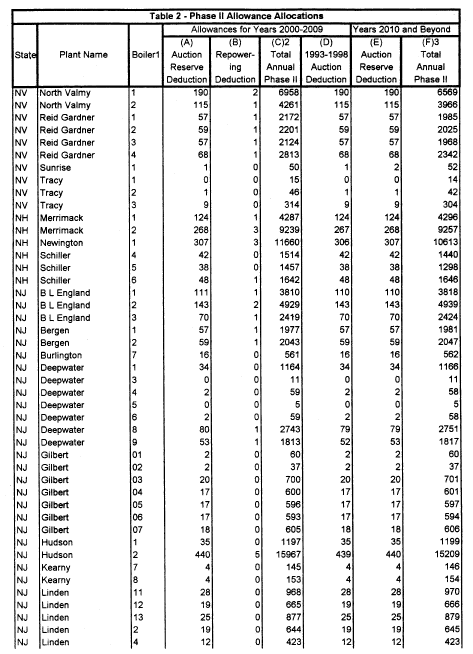 Table 2 - Phase II Allowance Allocations
Allowances for Years 2000-2009 Years 2010 and Beyond
(A) (B) (C)2 (D) (E) (F)3
State Plant Name Boiler1 Auction Repower- Total 1993-1998 Auction Total
Reserve ing Annual Auction Reserve Annual
Deduction Deduction Phase II Deduction Deduction Phase II
NV North Valmy 1 190 2 6958 190 190 6569
NV North Valmy 2 115 1 4261 115 115 3966
NV Reid Gardner 1 57 1 2172 57 57 1985
NV Reid Gardner 2 59 1 2201 59 59 2025
NV Reid Gardner 3 57 1 2124 57 57 1968
NV Reid Gardner 4 68 1 2813 68 68 2342
NV Sunrise 1 1 0 50 1 2 52
NV Tracy 1 0 0 15 0 0 14
NV Tracy 2 1 0 46 1 1 42
NV Tracy 3 9 0 314 9 9 304
NH Merrimack 1 124 1 4287 124 124 4296
NH Merrimack 2 268 3 9239 267 268 9257
NH Newington 1 307 3 11660 306 307 10613
NH Schiller 4 42 0 1514 42 42 1440
NH Schiller 5 38 0 1457 38 38 1298
NH Schiller 6 48 1 1642 48 48 1646
NJ B L England 1 111 1 3810 110 110 3818
NJ B L England 2 143 2 4929 143 143 4939
NJ B L England 3 70 1 2419 70 70 2424
NJ Bergen 1 57 1 1977 57 57 1981
NJ Bergen 2 59 1 2043 59 59 2047
NJ Burlington 7 16 0 561 16 16 562
NJ Deepwater 1 34 0 1164 34 34 1166
NJ Deepwater 3 0 0 11 0 0 11
NJ Deepwater 4 2 0 59 2 2 58
NJ Deepwater 5 0 0 5 0 0 5
NJ Deepwater 6 2 0 59 2 2 58
NJ Deepwater 8 80 1 2743 79 79 2751
NJ Deepwater 9 53 1 1813 52 53 1817
NJ Gilbert 01 2 0 60 2 2 60
NJ Gilbert 02 2 0 37 2 2 37
NJ Gilbert 03 20 0 700 20 20 701
NJ Gilbert 04 17 0 600 17 17 601
NJ Gilbert 05 17 0 596 17 17 597
NJ Gilbert 06 17 0 593 17 17 594
NJ Gilbert 07 18 0 605 18 18 606
NJ Hudson 1 35 0 1197 35 35 1199
NJ Hudson 2 440 5 15967 439 440 15209
NJ Kearny 7 4 0 145 4 4 146
NJ Kearny 8 4 0 153 4 4 154
NJ Linden 11 28 0 968 28 28 970
NJ Linden 12 19 0 665 19 19 666
NJ Linden 13 25 0 877 25 25 879
NJ Linden 2 19 0 644 19 19 645
NJ Linden 4 12 0 423 12 12 423